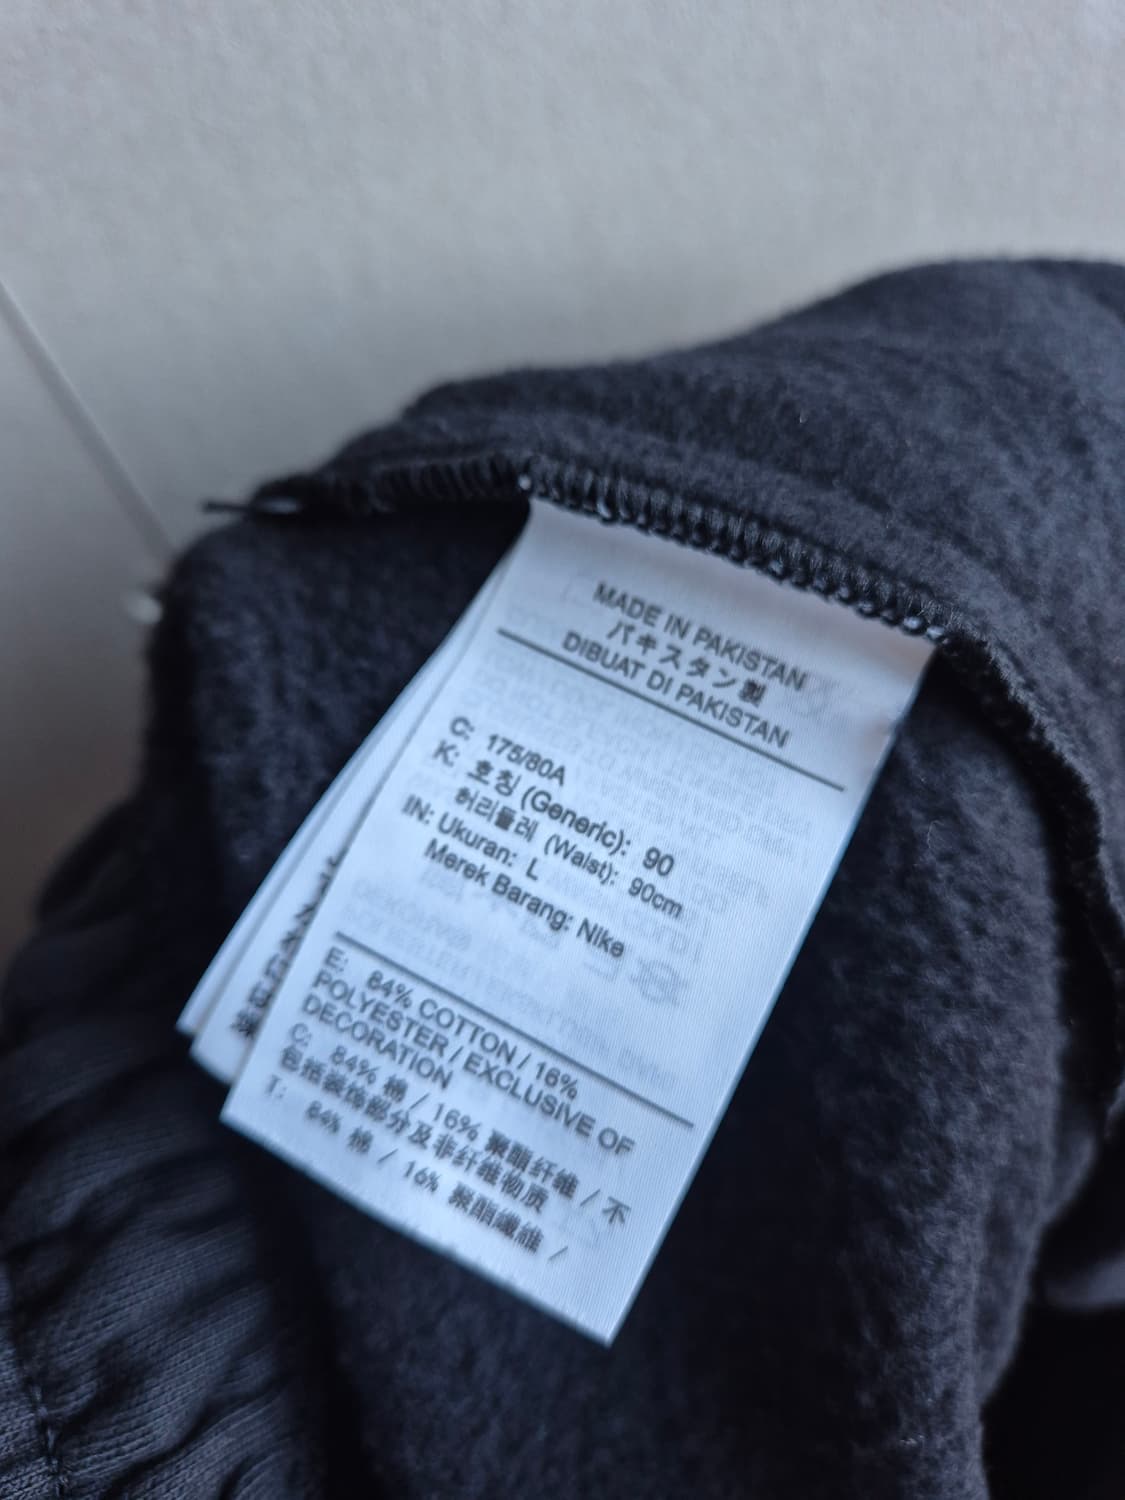 MADE IN PAKISTAN
パキスタン製
DIBUAT DI PAKISTAN
C: 175/80A
K: 호칭 (Generic): 90
허리둘레 (Waist): 90cm
IN: Ukuran: L
Merek Barang: Nike
E: 84% COTTON / 16%
POLYESTER / EXCLUSIVE OF
DECORATION
C: 84% 棉 / 16% 聚酯纤维 / 不
包括装饰部分及非纤维物质
T: 84% 棉 / 16% 聚酯纖維 /